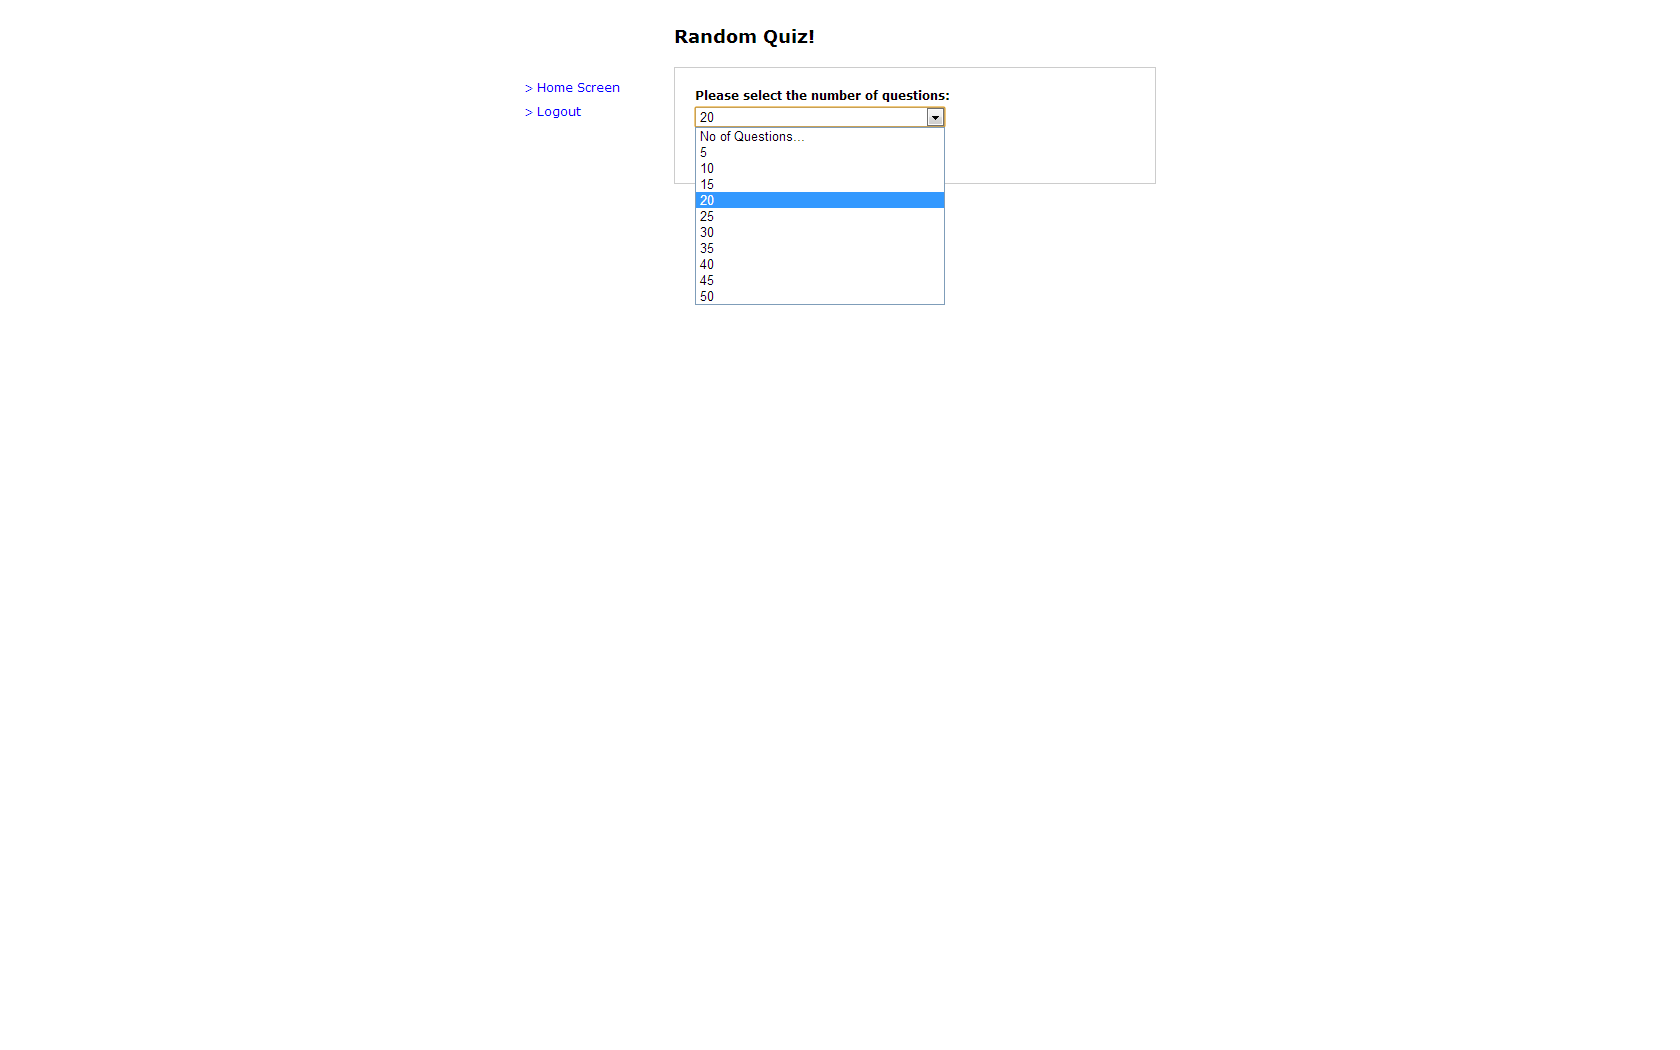 Random Quiz!
> Home Screen
> Logout
Please select the number of questions:
20
No of Questions...
5
10
15
20
25
30
35
40
45
50